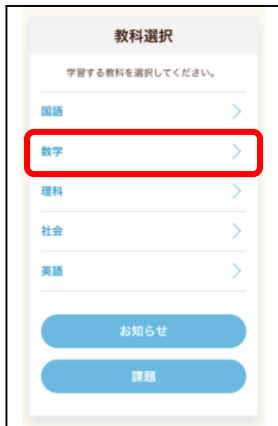 教科選択
学習する教科を選択してください。
国語
数学
理科
社会
英語
お知らせ
課題